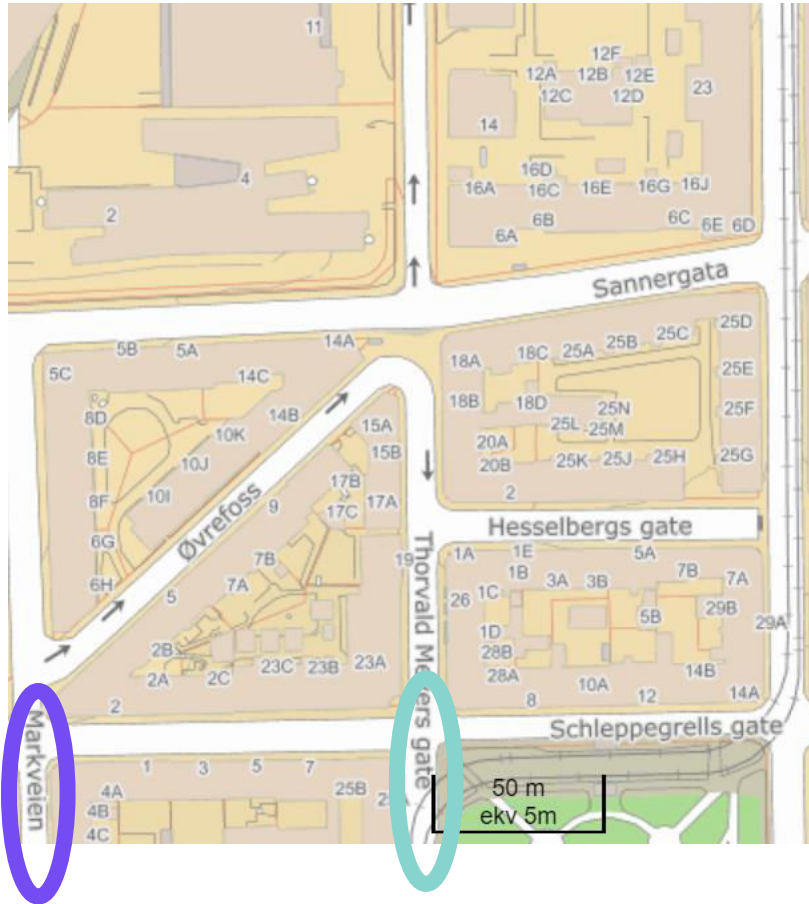 11
12F
12A
12B
12E
12C
12D
23
14
16D
16A
16C
16E
16G
16J
4
2
6B
6C
6A
6E
6D
Sannergata
5B
5A
14A
5C
14C
14B
8D
10K
8E
10J
10I
8F
6G
6H
Øvrefoss
15A
15B
17B
17A
17C
9
7B
7A
5
19
2B
2A
2C
23C
23B
23A
2
25D
25C
25B
25A
18C
18A
25E
18B
18D
25N
25F
25L
25M
20A
20B
25K
25J
25H
25G
2
Hesselbergs gate
1A
1E
5A
1B
3A
3B
7B
7A
1C
26
5B
29B
29A
1D
28B
28A
14B
10A
14A
8
12
Thorvald Me ers gate
Schleppegrells gate
Markveien
1
3
5
7
4A
4B
4C
25B
50 m
ekv 5m